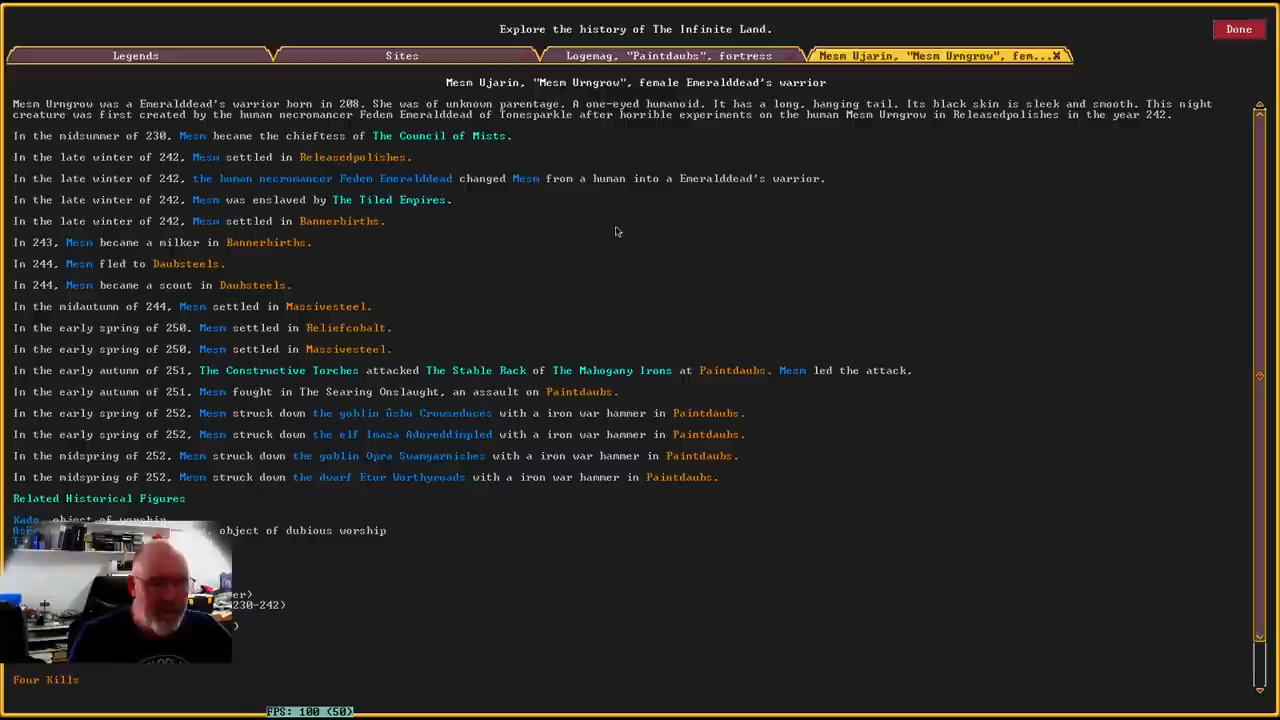 Explore the history of The Infinite Land.
Done
Legends
Sites
Logemag, "Paintdaubs", fortress
Mesm Ujarin, "Mesm Urngrow", fem...X
Mesm Ujarin, "Mesm Urngrow", female Emeralddead's warrior
Mesm Urngrow was a Emeralddead's warrior born in 208. She was of unknown parentage. A one-eyed humanoid. It has a long, hanging tail. Its black skin is sleek and smooth. This night
creature was first created by the human necromancer Fedem Emeralddead of Tonesparkle after horrible experiments on the human Mesm Urngrow in Releasedpolishes in the year 242.
In the midsummer of 230, Mesm became the chieftess of The Council of Mists.
In the late winter of 242, Mesm settled in Releasedpolishes.
In the late winter of 242, the human necromancer Fedem Emeralddead changed Mesm from a human into a Emeralddead's warrior.
In the late winter of 242, Mesm was enslaved by The Tiled Empires.
In the late winter of 242, Mesm settled in Bannerbirths.
In 243, Mesm became a milker in Bannerbirths.
In 244, Mesm fled to Daubsteels.
In 244, Mesm became a scout in Daubsteels.
In the midautumn of 244, Mesm settled in Massivesteel.
In the early spring of 250, Mesm settled in Reliefcobalt.
In the early spring of 250, Mesm settled in Massivesteel.
In the early autumn of 251, The Constructive Torches attacked The Stable Rack of The Mahogany Irons at Paintdaubs. Mesm led the attack.
In the early autumn of 251, Mesm fought in The Searing Onslaught, an assault on Paintdaubs.
In the early spring of 252, Mesm struck down the goblin ûsbu Crowseduces with a iron war hammer in Paintdaubs.
In the early spring of 252, Mesm struck down the elf Imaza Adoreddimpled with a iron war hammer in Paintdaubs.
In the midspring of 252, Mesm struck down the goblin Opra Swamgarnishes with a iron war hammer in Paintdaubs.
In the midspring of 252, Mesm struck down the dwarf Etur Worthyroads with a iron war hammer in Paintdaubs.
Related Historical Figures
Kado, object of worship
, object of dubious worship
er)
230-242)
)
Four Kills
FPS: 100 (50)